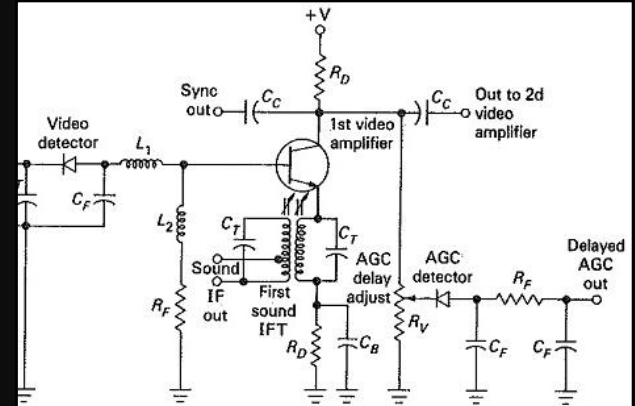 +V
R_D
Sync
out
C_C
C_C
Out to 2d
video
amplifier
Video
detector
L_1
1st video
amplifier
C_F
L_2
C_T
C_T
Sound
IF
out
First
sound
IFT
AGC
delay
adjust
AGC
detector
Delayed
AGC
out
R_F
R_F
R_D
C_B
R_V
C_F
C_F